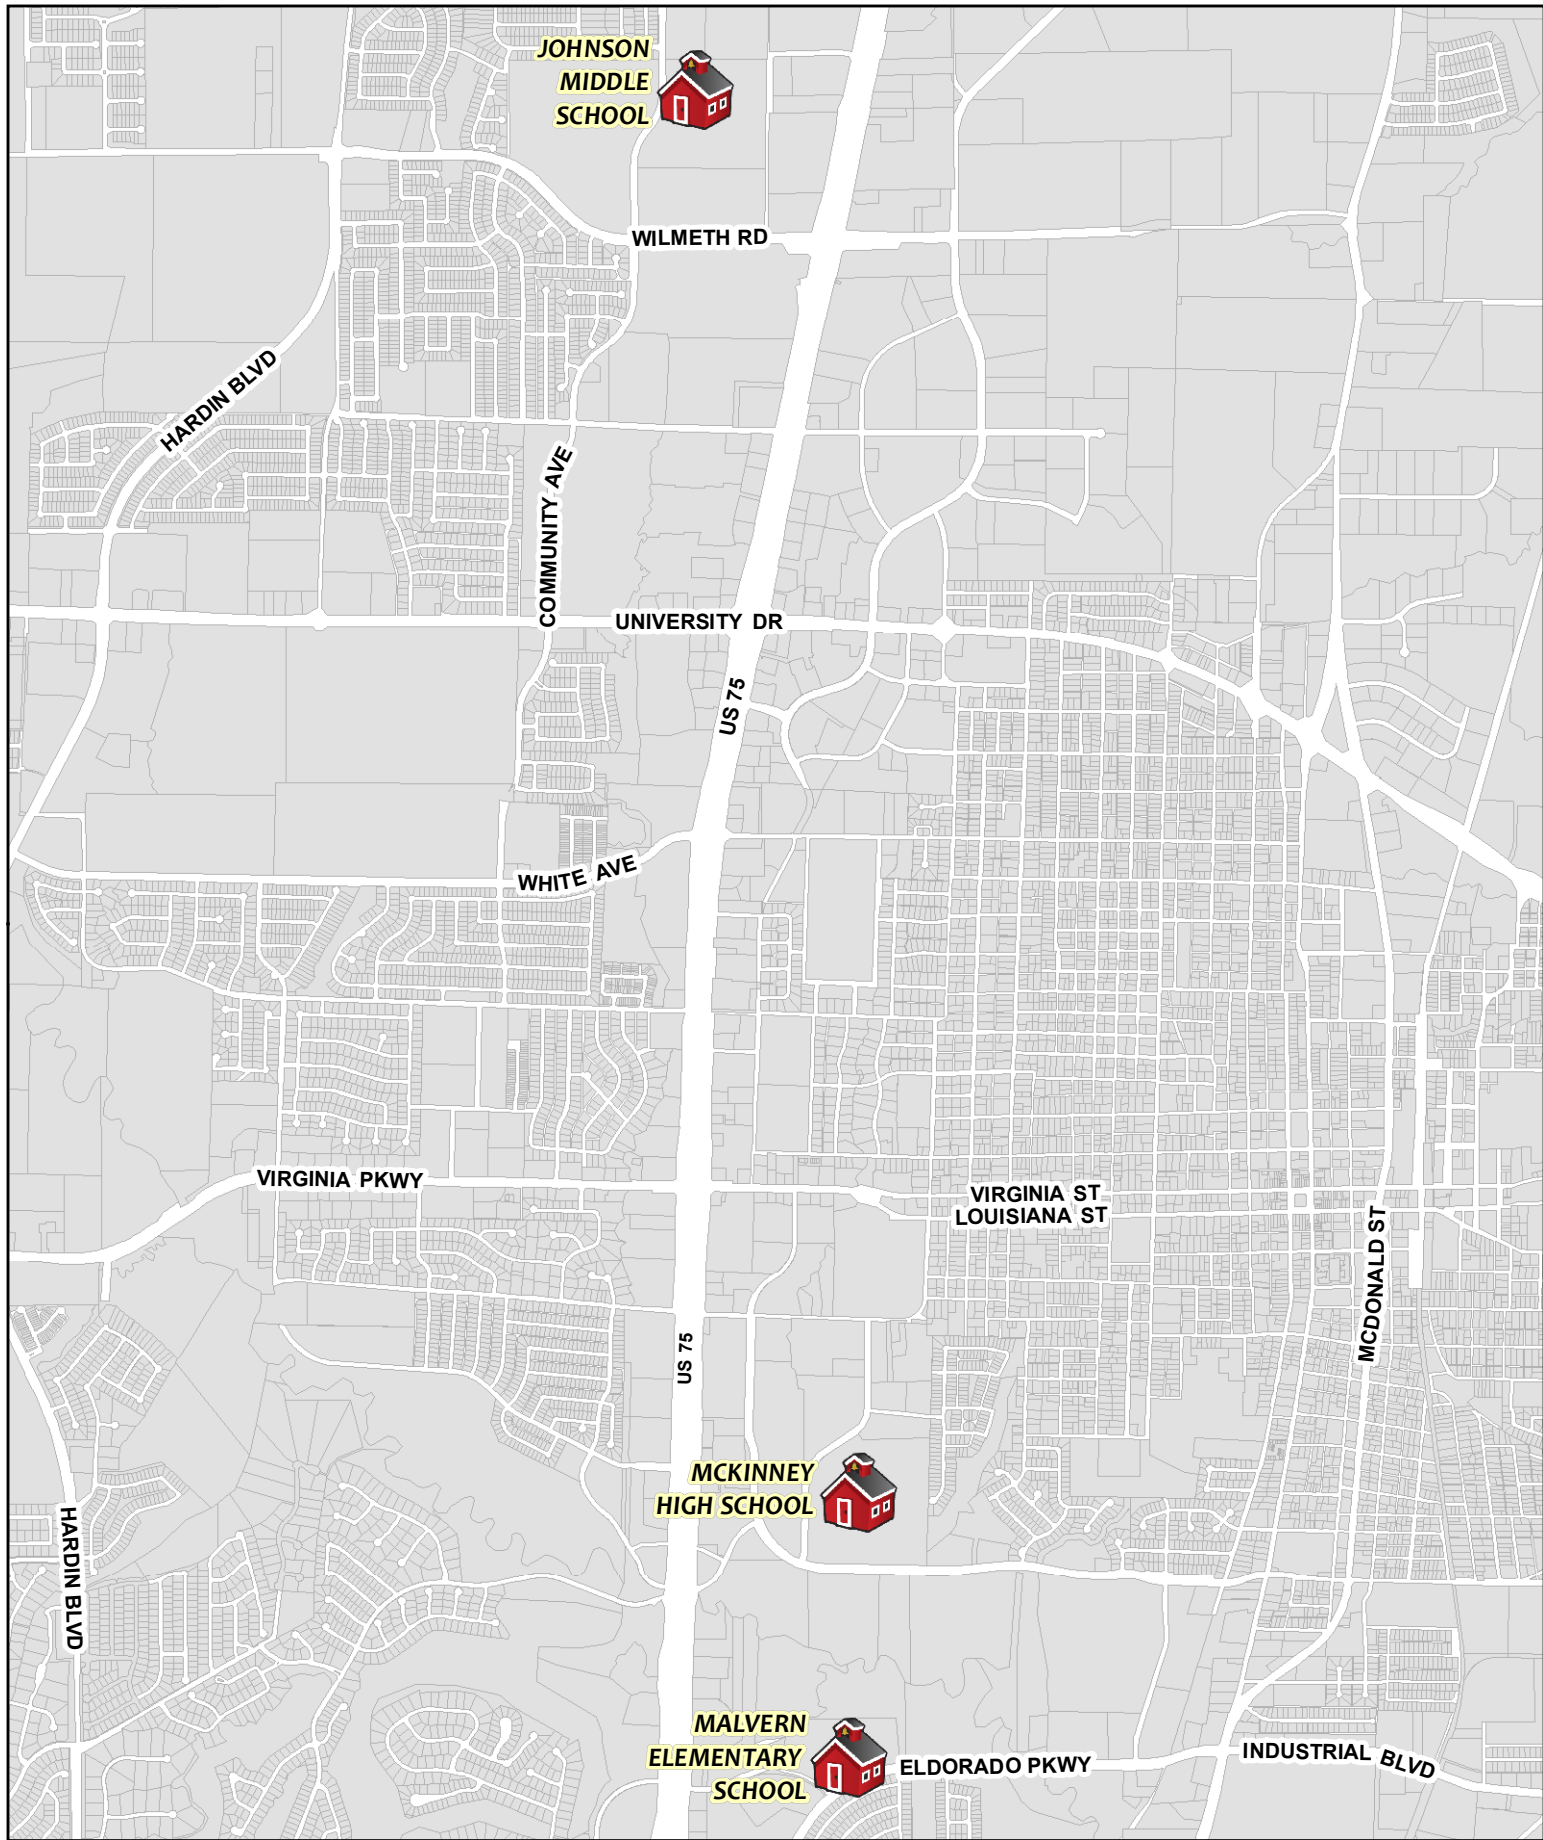 JOHNSON
MIDDLE
SCHOOL
WILMETH RD
HARDIN BLVD
COMMUNITY AVE
UNIVERSITY DR
US 75
WHITE AVE
VIRGINIA PKWY
VIRGINIA ST
LOUISIANA ST
MCDONALD ST
US 75
MCKINNEY
HIGH SCHOOL
HARDIN BLVD
MALVERN
ELEMENTARY
SCHOOL
ELDORADO PKWY
INDUSTRIAL BLVD